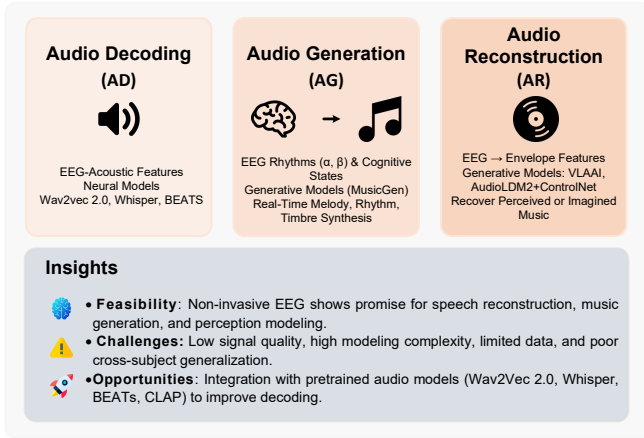 Audio Decoding
(AD)
EEG-Acoustic Features
Neural Models
Wav2vec 2.0, Whisper, BEATS
Audio Generation
(AG)
EEG Rhythms (α, β) & Cognitive
States
Generative Models (MusicGen)
Real-Time Melody, Rhythm,
Timbre Synthesis
Audio
Reconstruction
(AR)
EEG → Envelope Features
Generative Models: VLAAI,
AudioLDM2+ControlNet
Recover Perceived or Imagined
Music
Insights
• Feasibility: Non-invasive EEG shows promise for speech reconstruction, music
generation, and perception modeling.
• Challenges: Low signal quality, high modeling complexity, limited data, and poor
cross-subject generalization.
•Opportunities: Integration with pretrained audio models (Wav2Vec 2.0, Whisper,
BEATs, CLAP) to improve decoding.